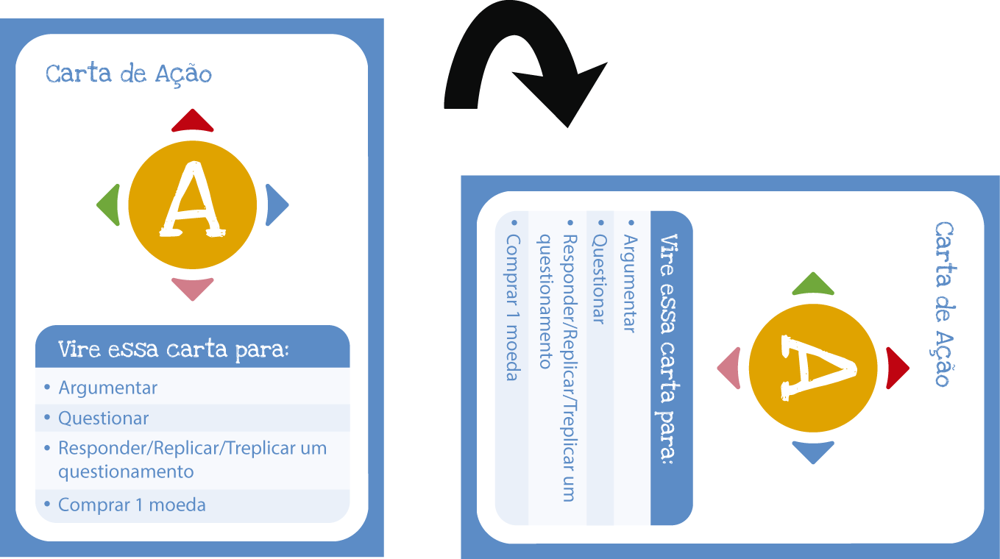 Carta de Ação
A
Vire essa carta para:
• Argumentar
• Questionar
• Responder/Replicar/Treplicar um
questionamento
• Comprar 1 moeda
Carta de Ação
A
Vire essa carta para:
• Argumentar
• Questionar
• Responder/Replicar/Treplicar um
questionamento
• Comprar 1 moeda